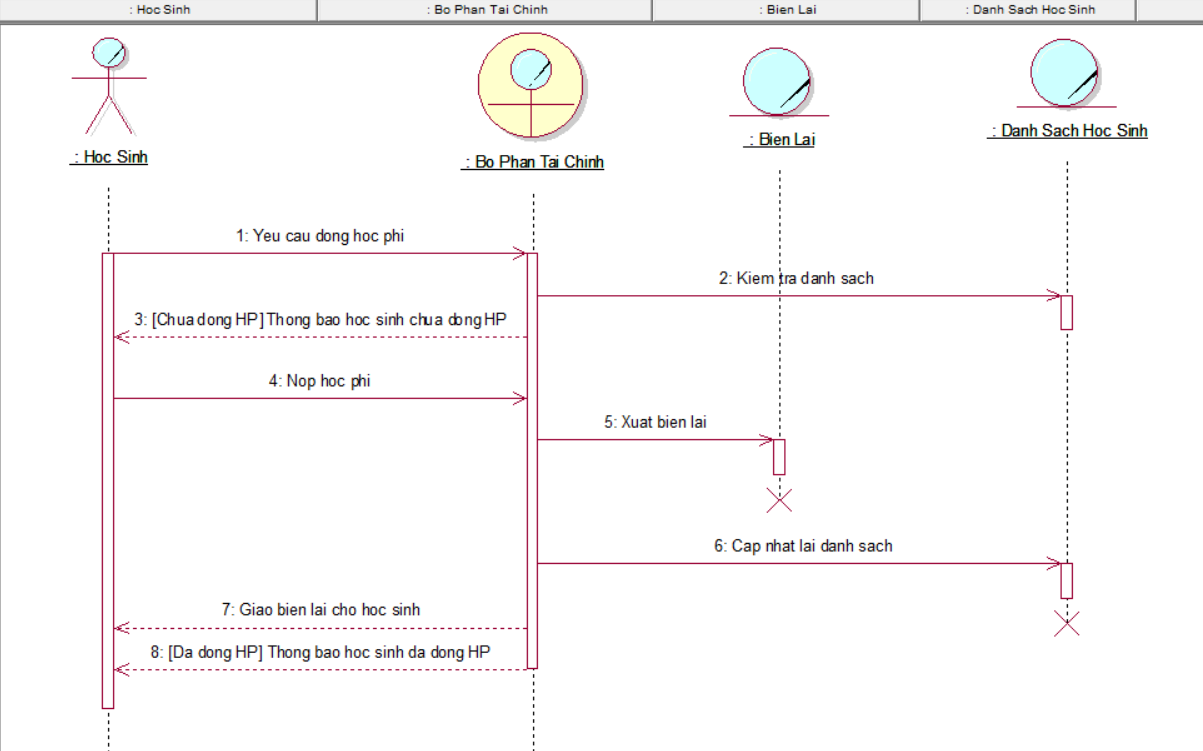 : Hoc Sinh
: Bo Phan Tai Chinh
: Bien Lai
: Danh Sach Hoc Sinh
: Hoc Sinh
: Bo Phan Tai Chinh
: Bien Lai
: Danh Sach Hoc Sinh
1: Yeu cau dong hoc phi
2: Kiem tra danh sach
3: [Chua dong HP] Thong bao hoc sinh chua dong HP
4: Nop hoc phi
5: Xuat bien lai
6: Cap nhat lai danh sach
7: Giao bien lai cho hoc sinh
8: [Da dong HP] Thong bao hoc sinh da dong HP